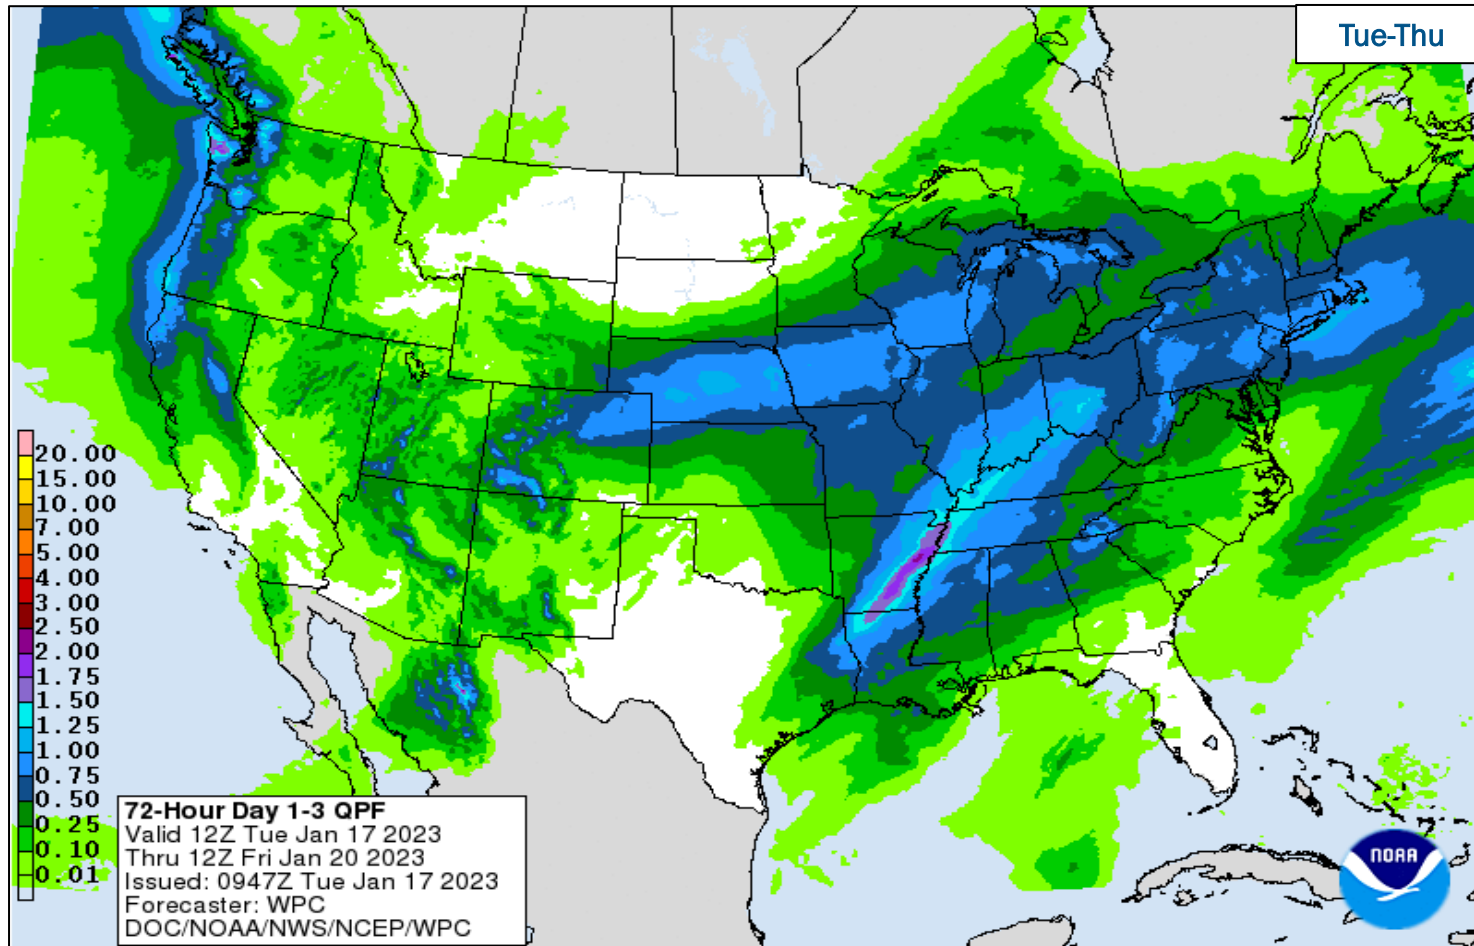 Tue-Thu
20.00
15.00
10.00
7.00
5.00
4.00
3.00
2.50
2.00
1.75
1.50
1.25
1.00
0.75
0.50
0.25
0.10
0.01
72-Hour Day 1-3 QPF
Valid 12Z Tue Jan 17 2023
Thru 12Z Fri Jan 20 2023
Issued: 0947Z Tue Jan 17 2023
Forecaster: WPC
DOC/NOAA/NWS/NCEP/WPC
NOAA